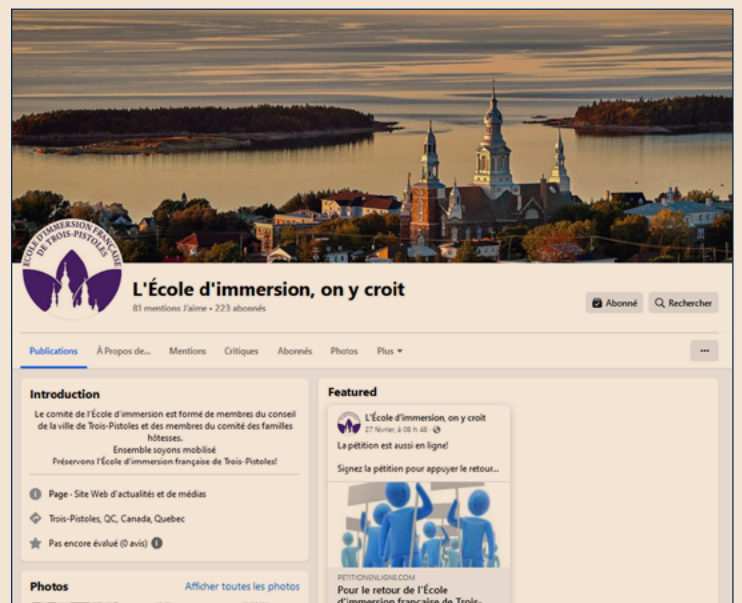 ÉCOLE D'IMMERSION FRANÇAISE
DE TROIS-PISTOLES
L'École d'immersion, on y croit
81 mentions J'aime • 223 abonnés
Abonné
Rechercher
Publications
À Propos de...
Mentions
Critiques
Abonnés
Photos
Plus
Introduction
Le comité de l'École d'immersion est formé de membres du conseil
de la ville de Trois-Pistoles et des membres du comité des familles
hôtesses.
Ensemble soyons mobilisé
Préservons l'École d'immersion française de Trois-Pistoles!
Page · Site Web d'actualités et de médias
Trois-Pistoles, QC, Canada, Quebec
Pas encore évalué (0 avis)
Photos
Afficher toutes les photos
Featured
L'École d'immersion, on y croit
27 février, à 08 h 48
La pétition est aussi en ligne!
Signez la pétition pour appuyer le retour...
PETITIONENLIGNE.COM
Pour le retour de l'École
d'immersion française de Trois-